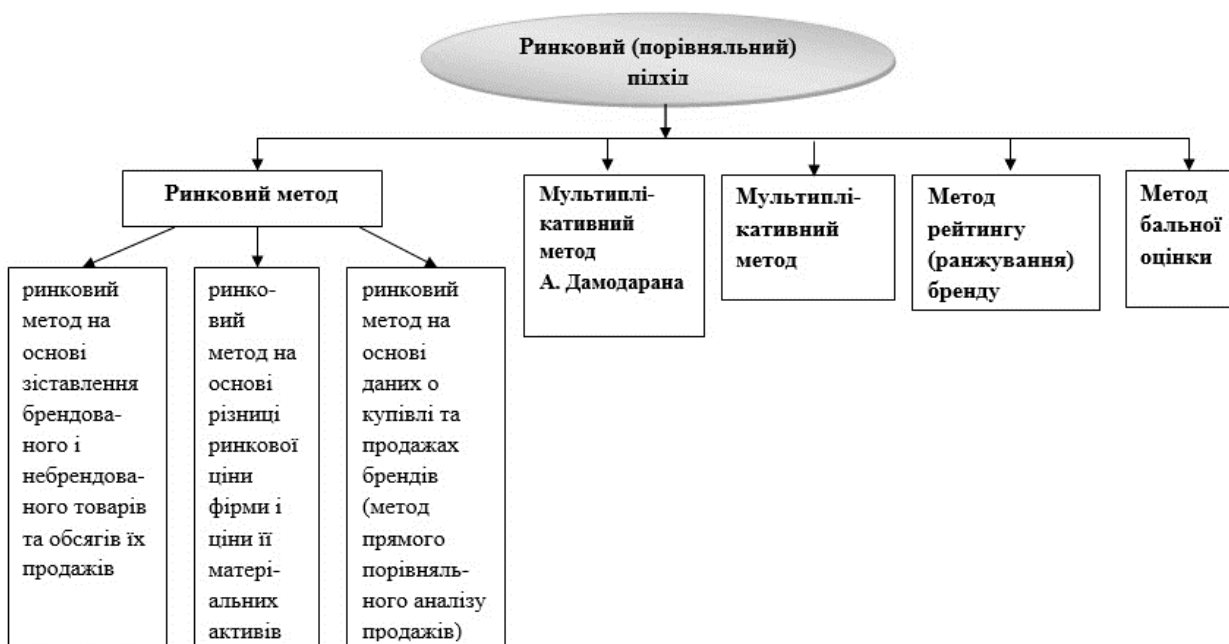 Ринковий (порівняльний)
підхід
Ринковий метод
Мультиплі-
кативний
метод
А. Дамодарана
Мультиплі-
кативний
метод
Метод
рейтингу
(ранжування)
бренду
Метод
бальної
оцінки
ринковий
метод на
основі
зіставлення
брендова-
ного і
небрендова-
ного товарів
та обсягів їх
продажів
ринко-
вий
метод на
основі
різниці
ринкової
ціни
фірми і
ціни її
матері-
альних
активів
ринковий
метод на
основі
даних о
купівлі та
продажах
брендів
(метод
прямого
порівняль-
ного аналізу
продажів)